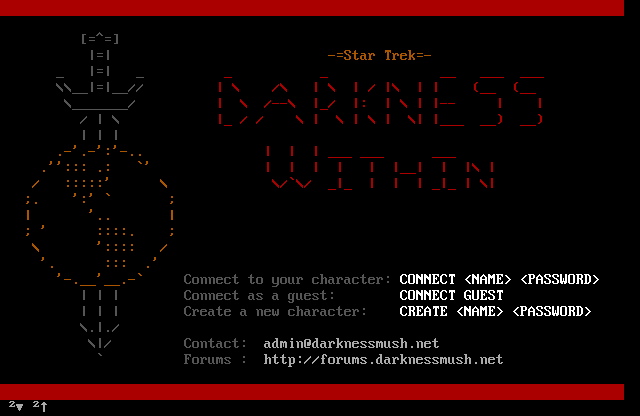 -=Star Trek=-
DARKNESS
WITHIN
Connect to your character: CONNECT <NAME> <PASSWORD>
Connect as a guest: CONNECT GUEST
Create a new character: CREATE <NAME> <PASSWORD>
Contact : admin@darknessmush.net
Forums : http://forums.darknessmush.net
2▼ 2↑